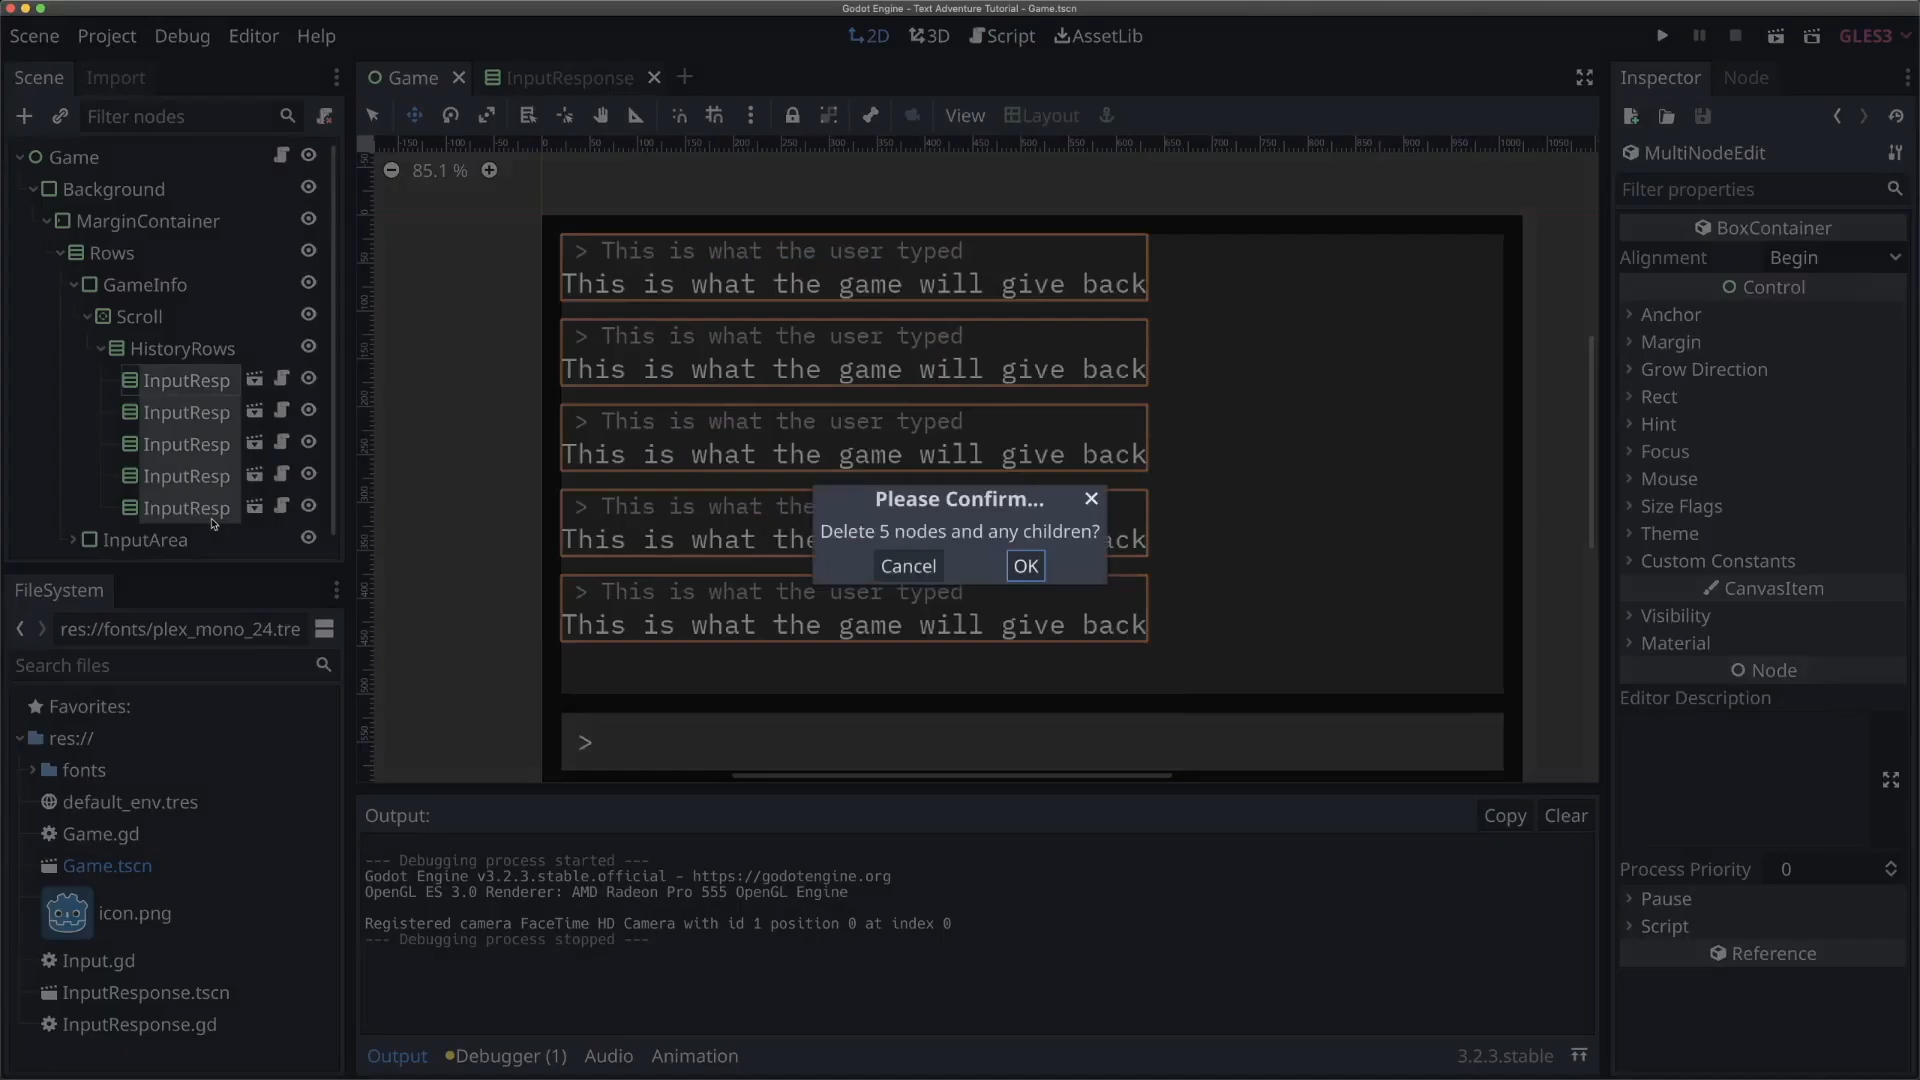 Godot Engine - Text Adventure Tutorial - Game.tscn
Scene Project Debug Editor Help
2D 3D Script AssetLib
GLES3
Scene Import
Game InputResponse
Inspector Node
Filter nodes
View Layout
85.1 %
Game
Background
MarginContainer
Rows
GameInfo
Scroll
HistoryRows
InputResp
InputResp
InputResp
InputResp
InputResp
InputArea
> This is what the user typed
This is what the game will give back
> This is what the user typed
This is what the game will give back
> This is what the user typed
This is what the game will give back
> This is what the
This is what the ck
> This is what the user typed
This is what the game will give back
>
Please Confirm...
Delete 5 nodes and any children?
Cancel OK
MultiNodeEdit
Filter properties
BoxContainer
Alignment Begin
Control
Anchor
Margin
Grow Direction
Rect
Hint
Focus
Mouse
Size Flags
Theme
Custom Constants
CanvasItem
Visibility
Material
Node
Editor Description
Process Priority 0
Pause
Script
Reference
FileSystem
res://fonts/plex_mono_24.tre
Search files
Favorites:
res://
fonts
default_env.tres
Game.gd
Game.tscn
icon.png
Input.gd
InputResponse.tscn
InputResponse.gd
Output:
Copy Clear
--- Debugging process started ---
Godot Engine v3.2.3.stable.official - https://godotengine.org
OpenGL ES 3.0 Renderer: AMD Radeon Pro 555 OpenGL Engine
Registered camera FaceTime HD Camera with id 1 position 0 at index 0
--- Debugging process stopped ---
Output Debugger (1) Audio Animation
3.2.3.stable